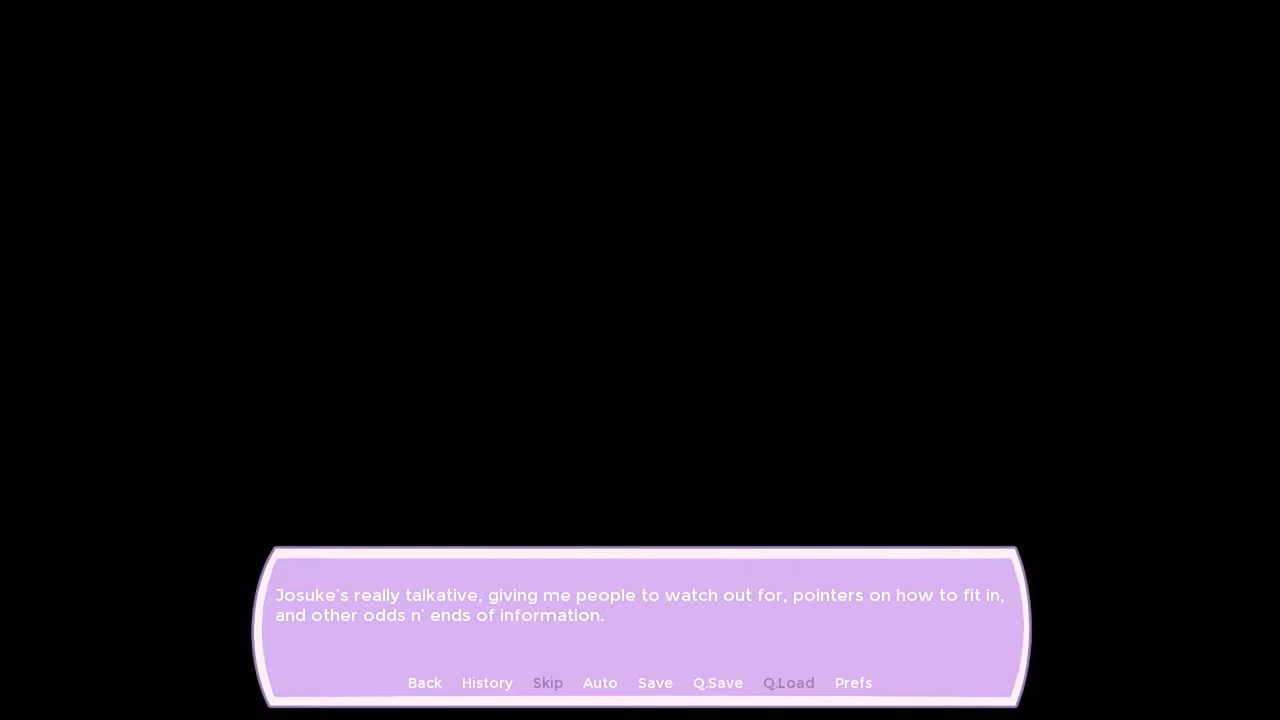 Josuke's really talkative, giving me people to watch out for, pointers on how to fit in,
and other odds n' ends of information.
Back History Skip Auto Save Q.Save Q.Load Prefs